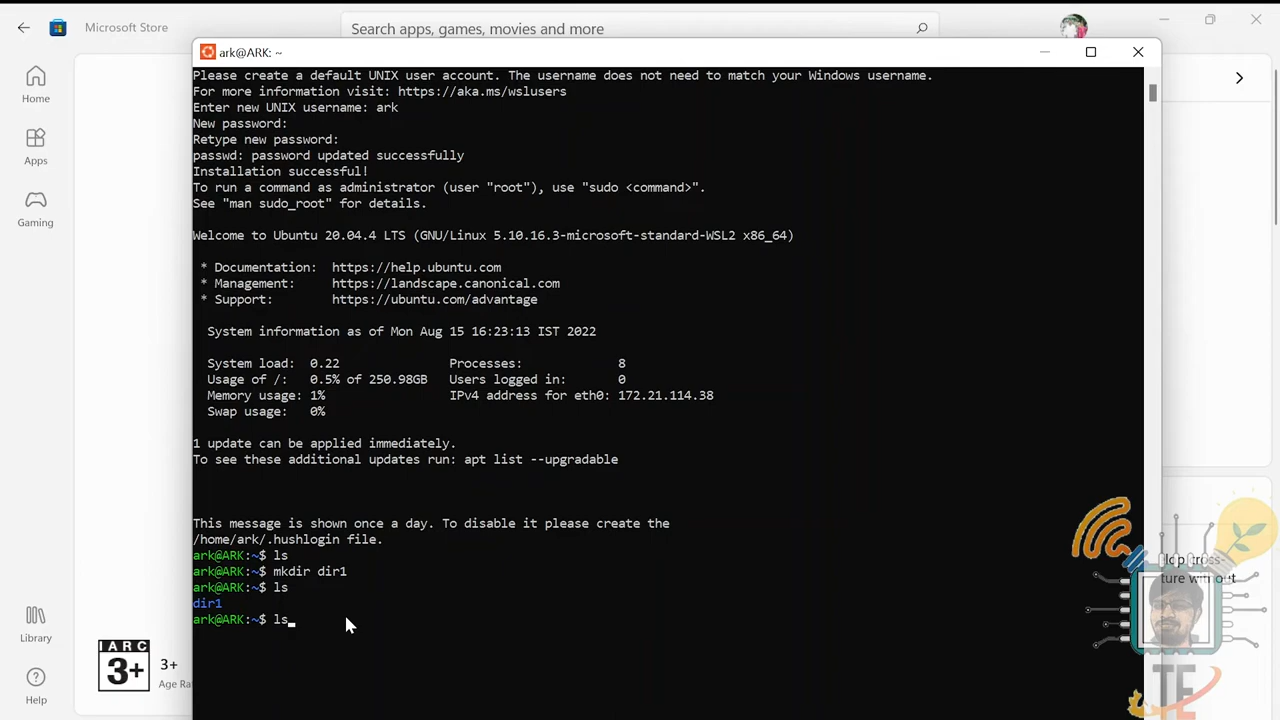 Microsoft Store
Search apps, games, movies and more
Home
Apps
Gaming
Library
Help
ark@ARK: ~
Please create a default UNIX user account. The username does not need to match your Windows username.
For more information visit: https://aka.ms/wslusers
Enter new UNIX username: ark
New password:
Retype new password:
passwd: password updated successfully
Installation successful!
To run a command as administrator (user "root"), use "sudo <command>".
See "man sudo_root" for details.
Welcome to Ubuntu 20.04.4 LTS (GNU/Linux 5.10.16.3-microsoft-standard-WSL2 x86_64)
* Documentation: https://help.ubuntu.com
* Management: https://landscape.canonical.com
* Support: https://ubuntu.com/advantage
System information as of Mon Aug 15 16:23:13 IST 2022
System load: 0.22 Processes: 8
Usage of /: 0.5% of 250.98GB Users logged in: 0
Memory usage: 1% IPv4 address for eth0: 172.21.114.38
Swap usage: 0%
1 update can be applied immediately.
To see these additional updates run: apt list --upgradable
This message is shown once a day. To disable it please create the
/home/ark/.hushlogin file.
ark@ARK:~$ ls
ark@ARK:~$ mkdir dir1
ark@ARK:~$ ls
dir1
ark@ARK:~$ ls
IARC
3+
3+
Age Ra
ture without
TE